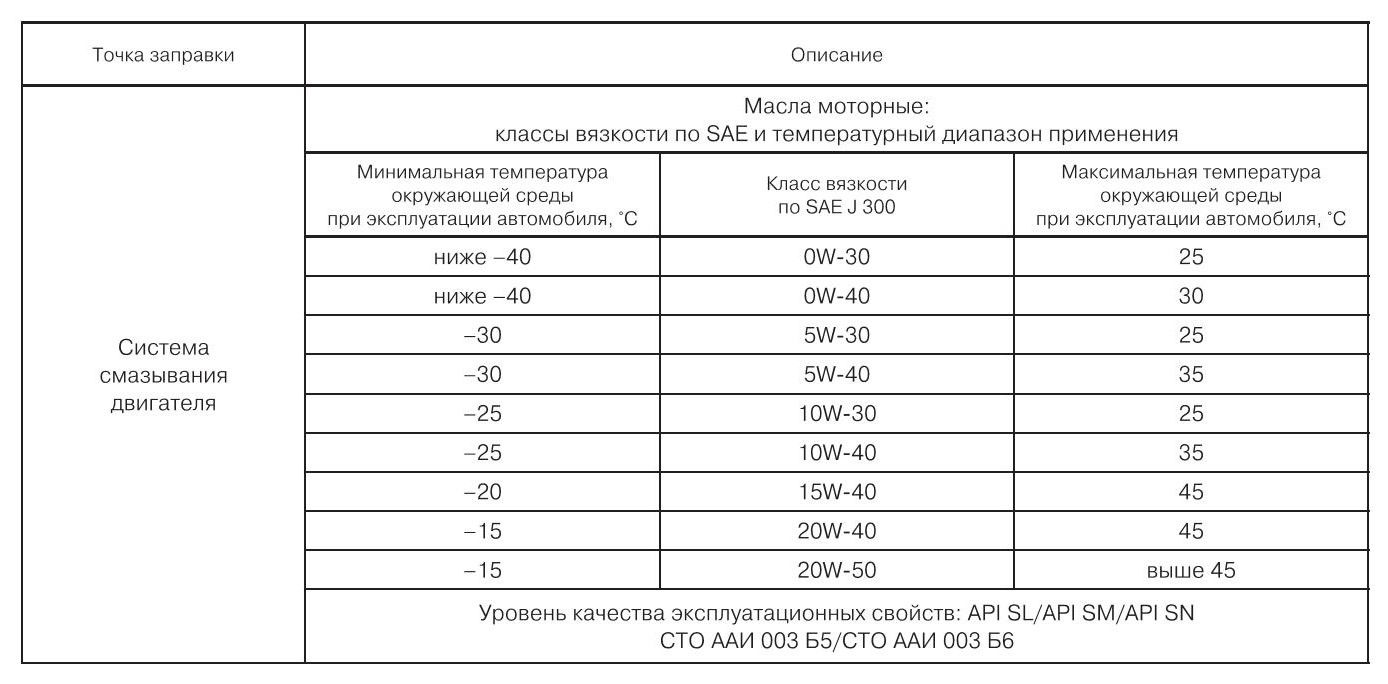 Точка заправки
Описание
Масла моторные:
классы вязкости по SAE и температурный диапазон применения
Минимальная температура
окружающей среды
при эксплуатации автомобиля, °С
Класс вязкости
по SAE J 300
Максимальная температура
окружающей среды
при эксплуатации автомобиля, °С
ниже –40 0W-30 25
ниже –40 0W-40 30
–30 5W-30 25
–30 5W-40 35
–25 10W-30 25
–25 10W-40 35
–20 15W-40 45
–15 20W-40 45
–15 20W-50 выше 45
Система
смазывания
двигателя
Уровень качества эксплуатационных свойств: API SL/API SM/API SN
СТО ААИ 003 Б5/СТО ААИ 003 Б6